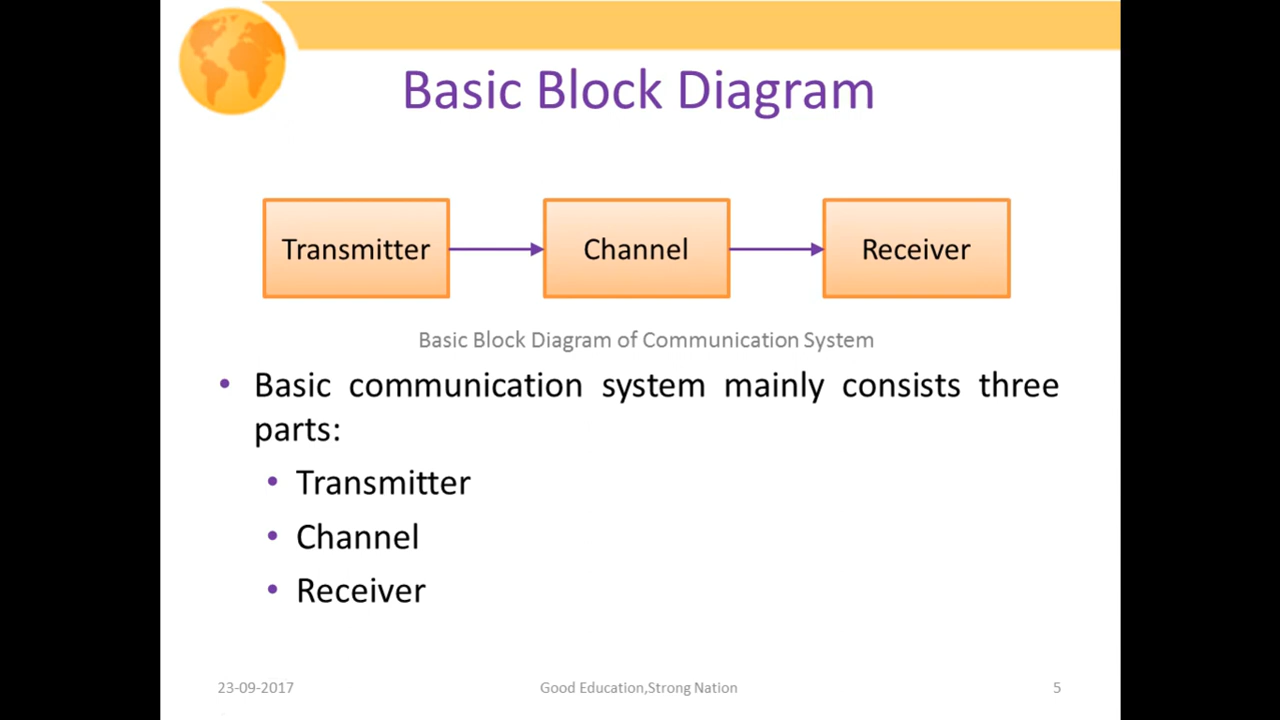 Basic Block Diagram
Transmitter
Channel
Receiver
Basic Block Diagram of Communication System
• Basic communication system mainly consists three
parts:
• Transmitter
• Channel
• Receiver
23-09-2017
Good Education,Strong Nation
5